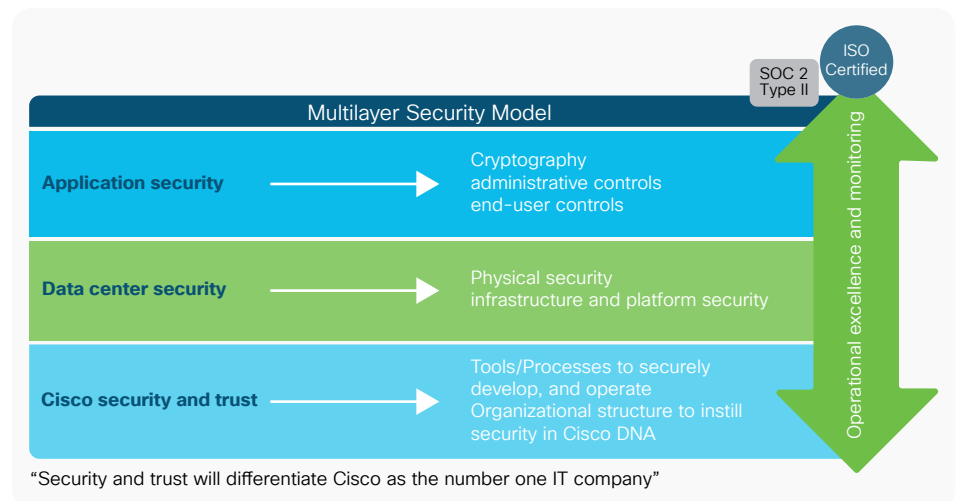 ISO
Certified
SOC 2
Type II
Multilayer Security Model
Application security
Cryptography
administrative controls
end-user controls
Data center security
Physical security
infrastructure and platform security
Cisco security and trust
Tools/Processes to securely
develop, and operate
Organizational structure to instill
security in Cisco DNA
Operational excellence and monitoring
“Security and trust will differentiate Cisco as the number one IT company”